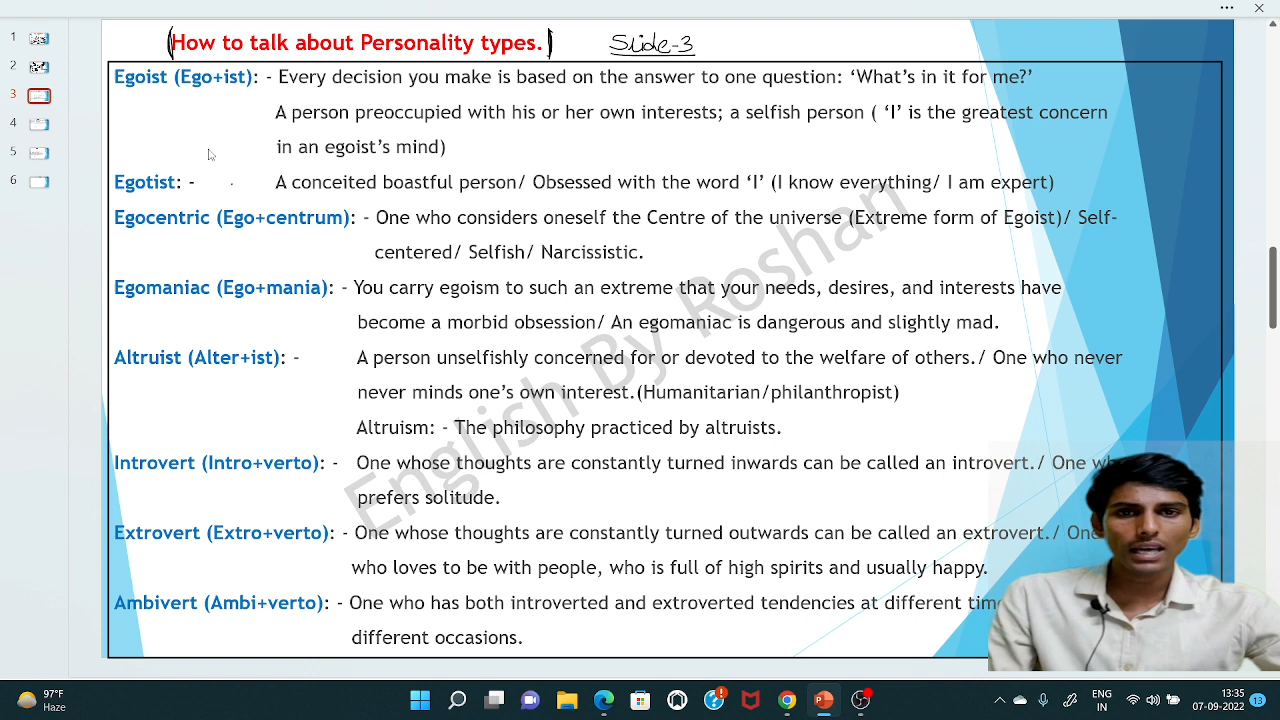 How to talk about Personality types. Slide-3
1
2
3
4
5
6
Egoist (Ego+ist): - Every decision you make is based on the answer to one question: ‘What’s in it for me?’
A person preoccupied with his or her own interests; a selfish person ( ‘I’ is the greatest concern
in an egoist’s mind)
Egotist: - A conceited boastful person/ Obsessed with the word ‘I’ (I know everything/ I am expert)
Egocentric (Ego+centrum): - One who considers oneself the Centre of the universe (Extreme form of Egoist)/ Self-
centered/ Selfish/ Narcissistic.
Egomaniac (Ego+mania): - You carry egoism to such an extreme that your needs, desires, and interests have
become a morbid obsession/ An egomaniac is dangerous and slightly mad.
Altruist (Alter+ist): - A person unselfishly concerned for or devoted to the welfare of others./ One who never
never minds one’s own interest.(Humanitarian/philanthropist)
Altruism: - The philosophy practiced by altruists.
Introvert (Intro+verto): - One whose thoughts are constantly turned inwards can be called an introvert./ One
prefers solitude.
Extrovert (Extro+verto): - One whose thoughts are constantly turned outwards can be called an extrovert./ One
who loves to be with people, who is full of high spirits and usually happy.
Ambivert (Ambi+verto): - One who has both introverted and extroverted tendencies at different
different occasions.
English By Roshan
97°F
Haze
ENG
IN
13:35
07-09-2022
13